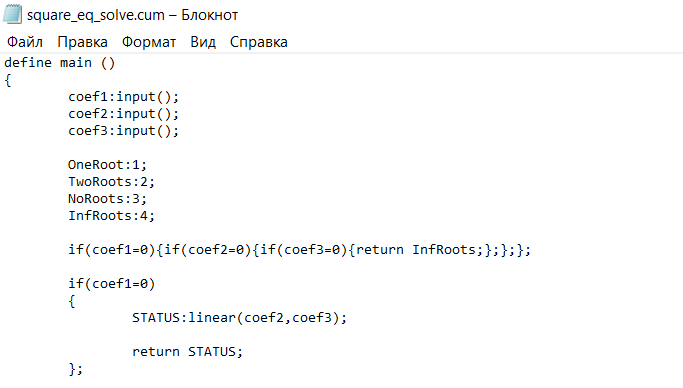 square_eq_solve.cum – Блокнот
Файл Правка Формат Вид Справка
define main ()
{
coef1:input();
coef2:input();
coef3:input();
OneRoot:1;
TwoRoots:2;
NoRoots:3;
InfRoots:4;
if(coef1=0){if(coef2=0){if(coef3=0){return InfRoots;};};};
if(coef1=0)
{
STATUS:linear(coef2,coef3);
return STATUS;
};